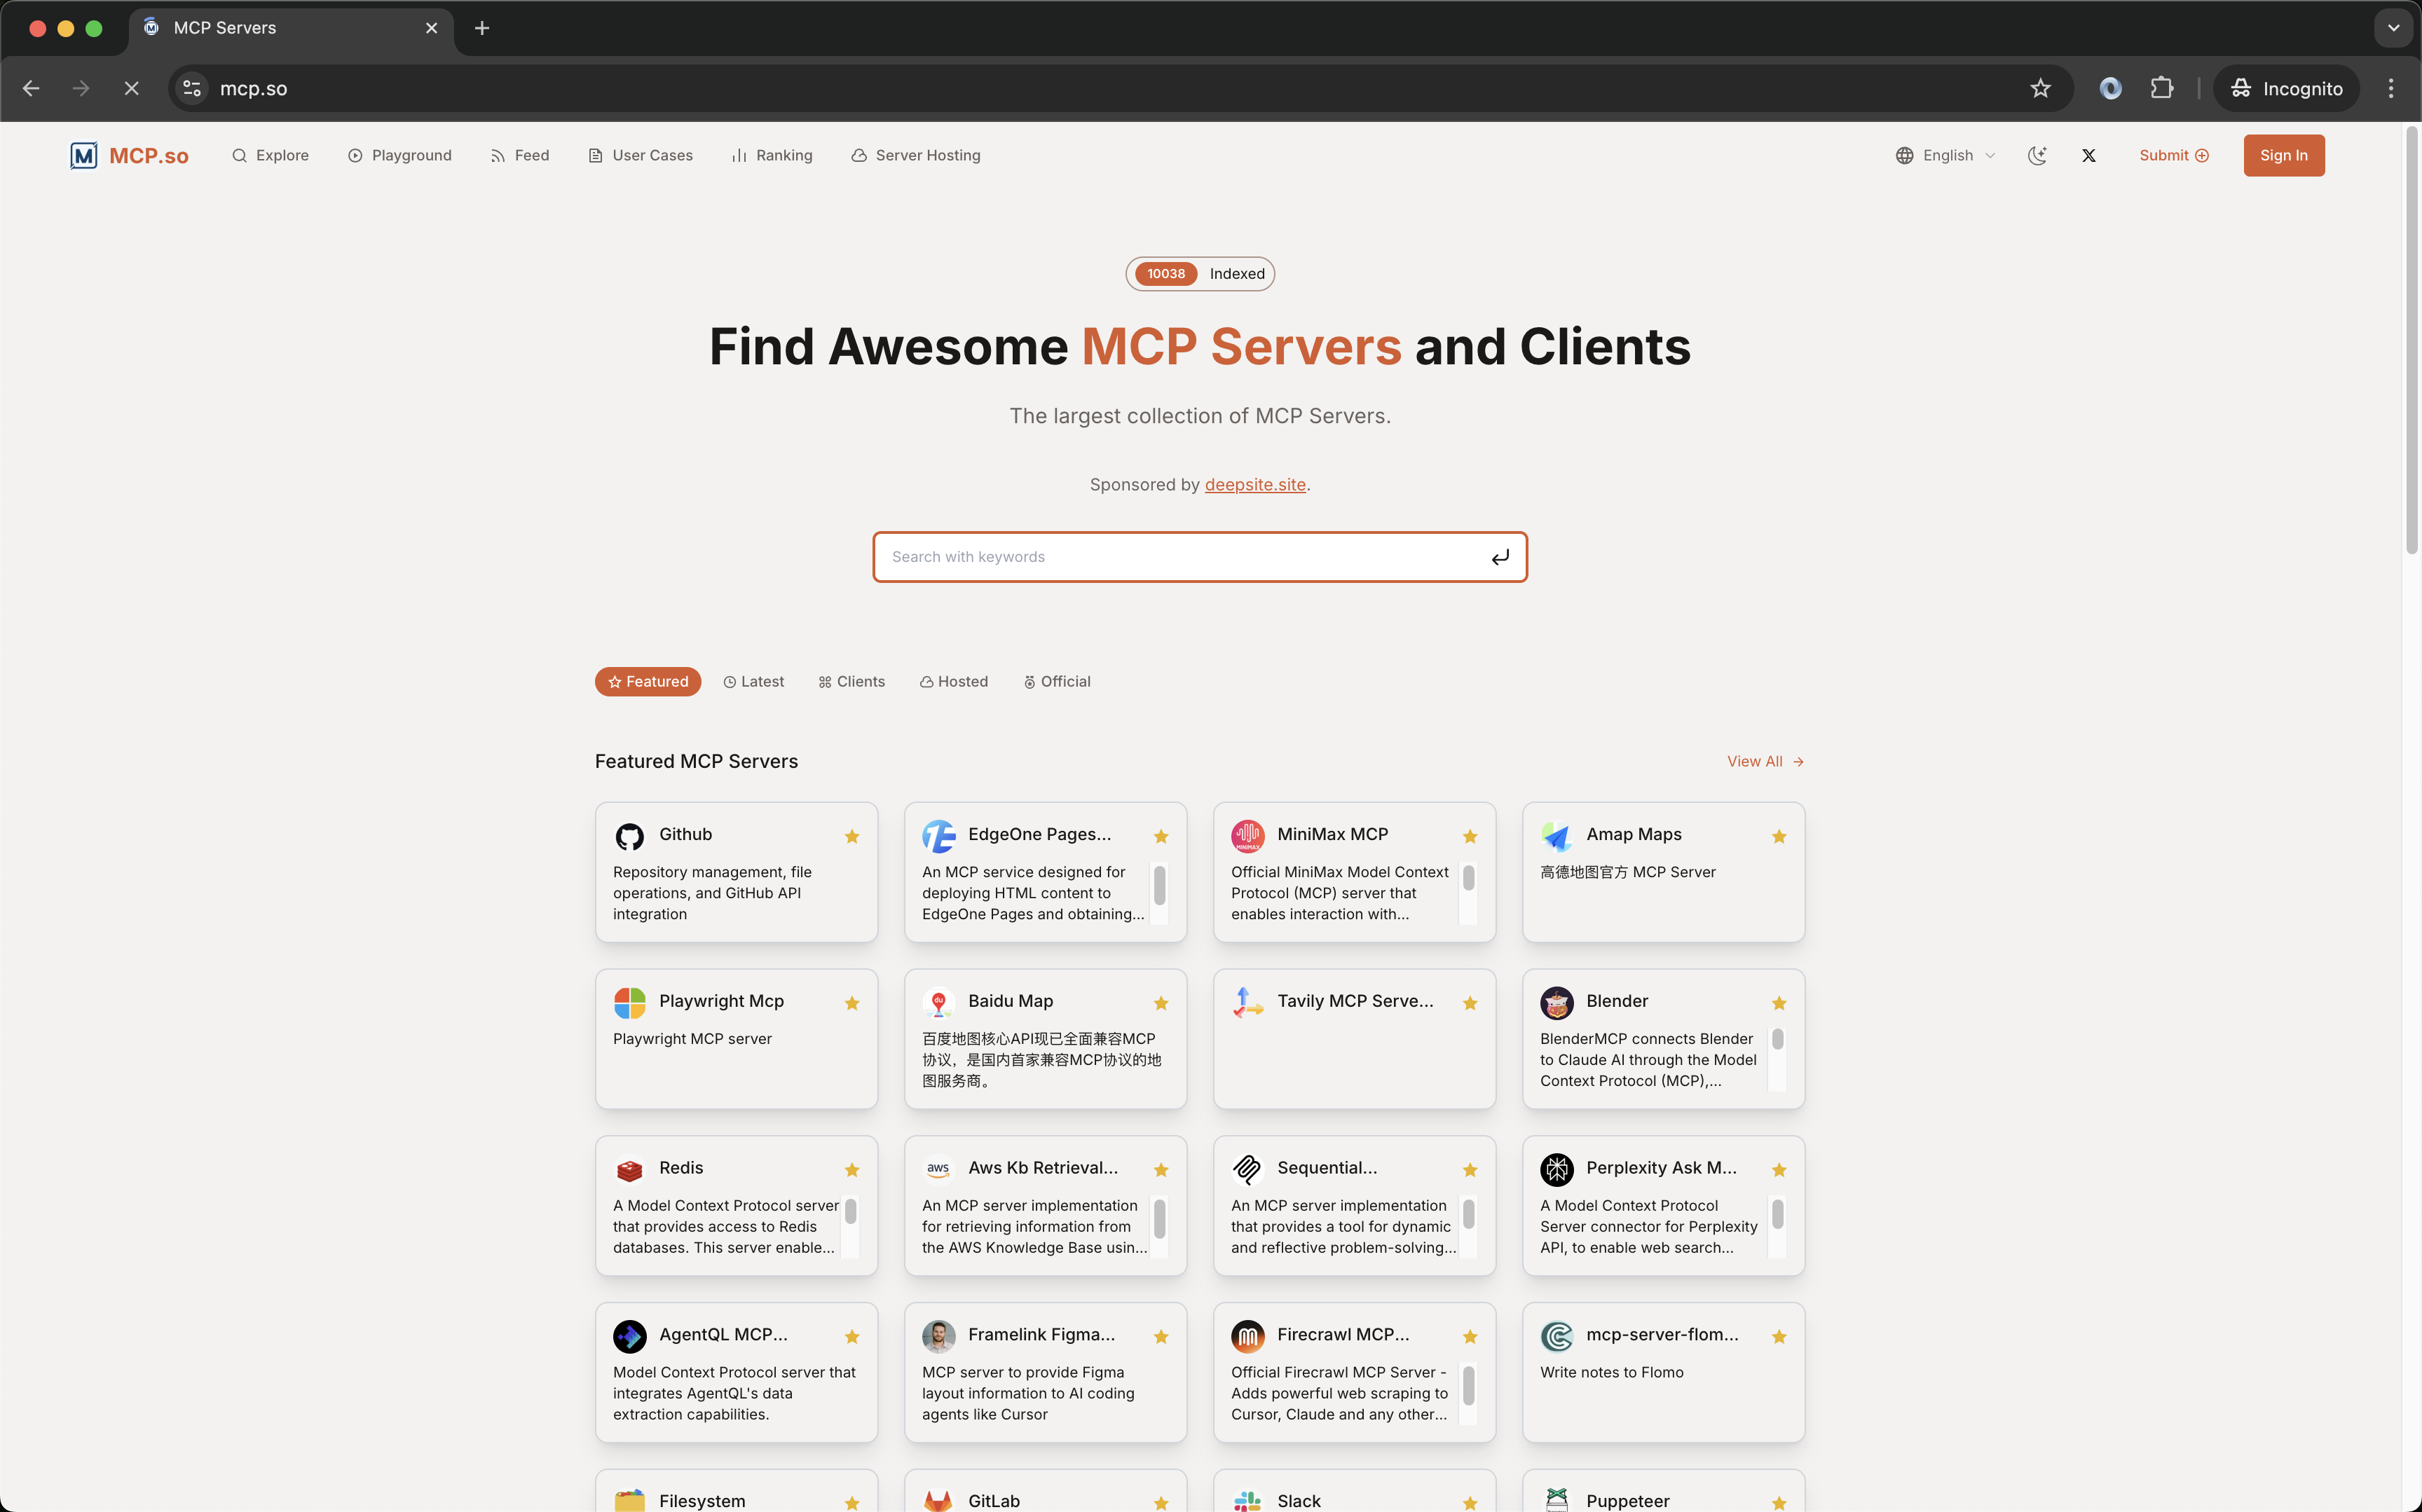 MCP Servers
mcp.so
Incognito
MCP.so
Explore
Playground
Feed
User Cases
Ranking
Server Hosting
English
Submit
Sign In
10038 Indexed
Find Awesome MCP Servers and Clients
The largest collection of MCP Servers.
Sponsored by deepsite.site.
Search with keywords
Featured
Latest
Clients
Hosted
Official
Featured MCP Servers
View All
Github
Repository management, file
operations, and GitHub API
integration
EdgeOne Pages...
An MCP service designed for
deploying HTML content to
EdgeOne Pages and obtaining...
MiniMax MCP
Official MiniMax Model Context
Protocol (MCP) server that
enables interaction with...
Amap Maps
高德地图官方 MCP Server
Playwright Mcp
Playwright MCP server
Baidu Map
百度地图核心API现已全面兼容MCP
协议，是国内首家兼容MCP协议的地
图服务商。
Tavily MCP Serve...
Blender
BlenderMCP connects Blender
to Claude AI through the Model
Context Protocol (MCP),...
Redis
A Model Context Protocol server
that provides access to Redis
databases. This server enable...
aws
Aws Kb Retrieval...
An MCP server implementation
for retrieving information from
the AWS Knowledge Base usin...
Sequential...
An MCP server implementation
that provides a tool for dynamic
and reflective problem-solving...
Perplexity Ask M...
A Model Context Protocol
Server connector for Perplexity
API, to enable web search...
AgentQL MCP...
Model Context Protocol server that
integrates AgentQL's data
extraction capabilities.
Framelink Figma...
MCP server to provide Figma
layout information to AI coding
agents like Cursor
Firecrawl MCP...
Official Firecrawl MCP Server -
Adds powerful web scraping to
Cursor, Claude and any other...
mcp-server-flom...
Write notes to Flomo
Filesystem
GitLab
Slack
Puppeteer